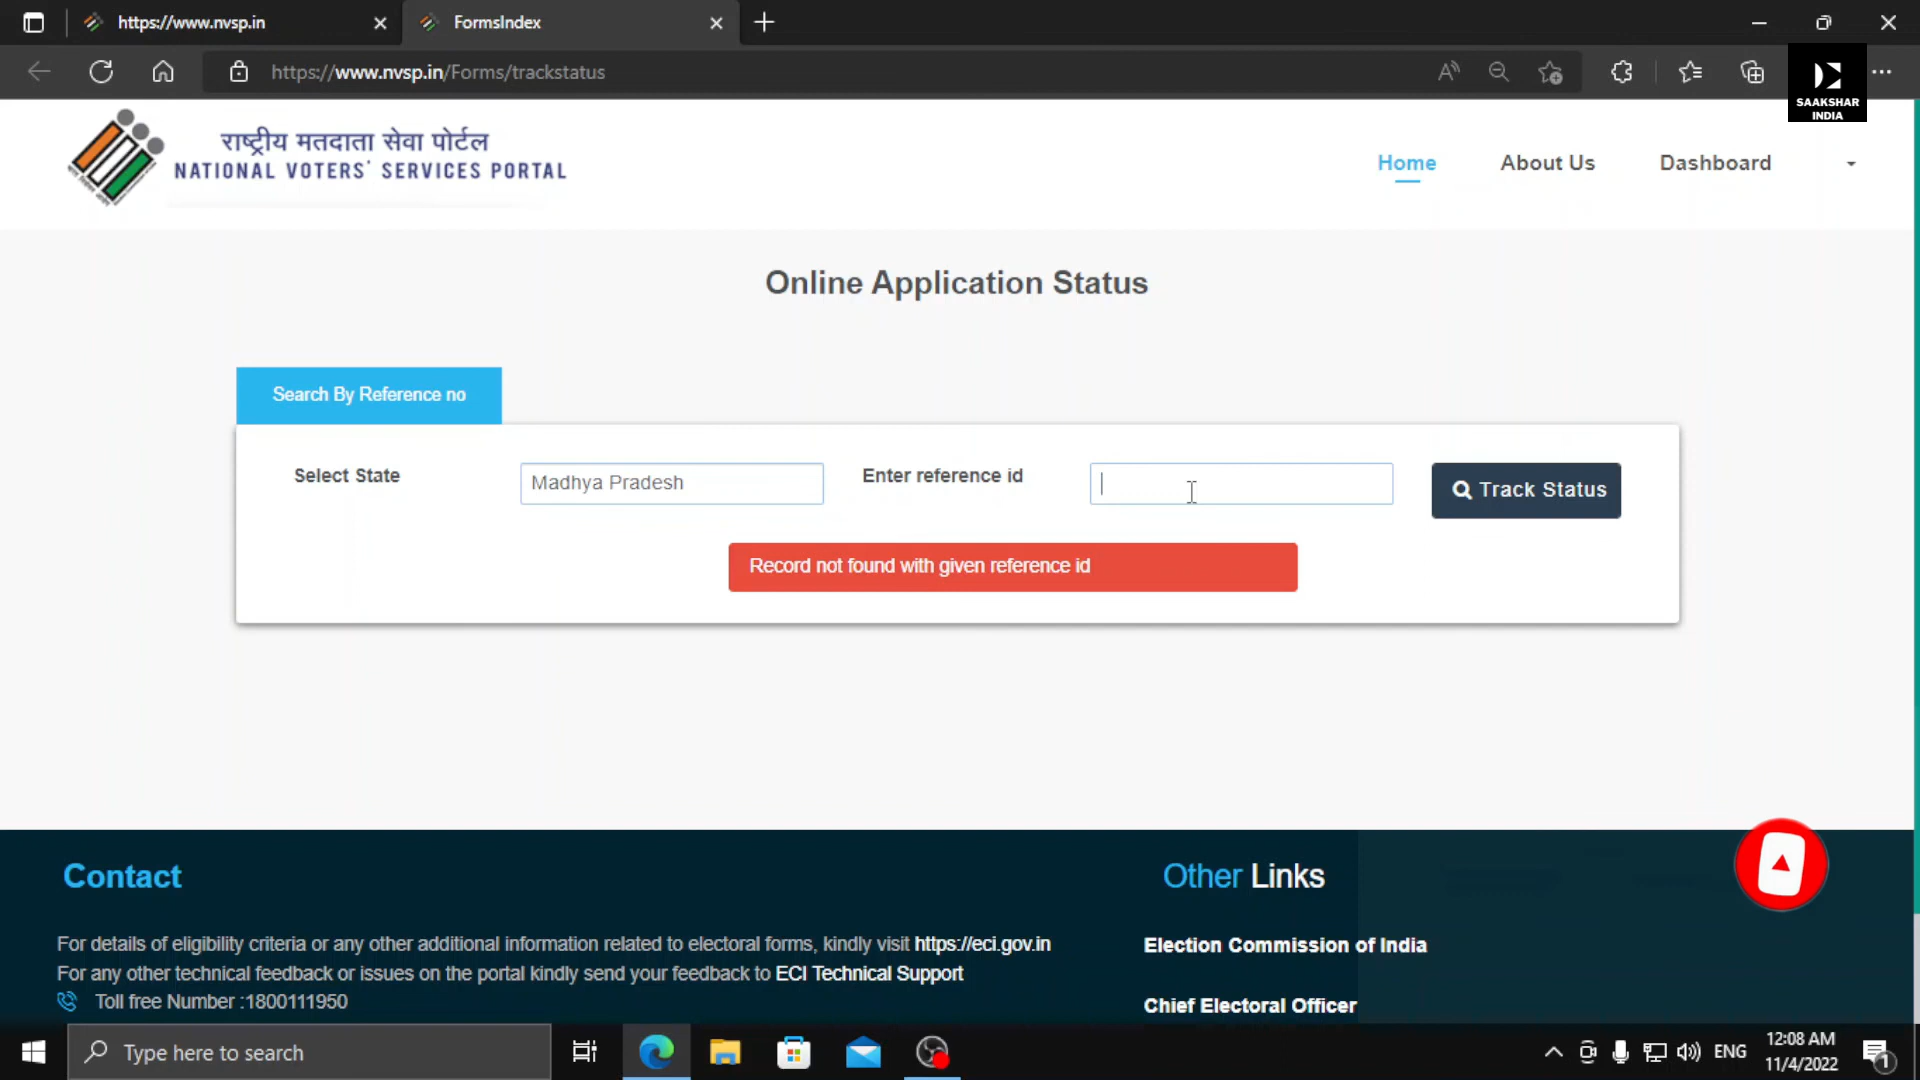 https://www.nvsp.in
FormsIndex
https://www.nvsp.in/Forms/trackstatus
SAAKSHAR
INDIA
राष्ट्रीय मतदाता सेवा पोर्टल
NATIONAL VOTERS' SERVICES PORTAL
Home
About Us
Dashboard
Online Application Status
Search By Reference no
Select State
Madhya Pradesh
Enter reference id
Track Status
Record not found with given reference id
Contact
Other Links
For details of eligibility criteria or any other additional information related to electoral forms, kindly visit https://eci.gov.in
For any other technical feedback or issues on the portal kindly send your feedback to ECI Technical Support
Toll free Number :1800111950
Election Commission of India
Chief Electoral Officer
Type here to search
ENG
12:08 AM
11/4/2022
1